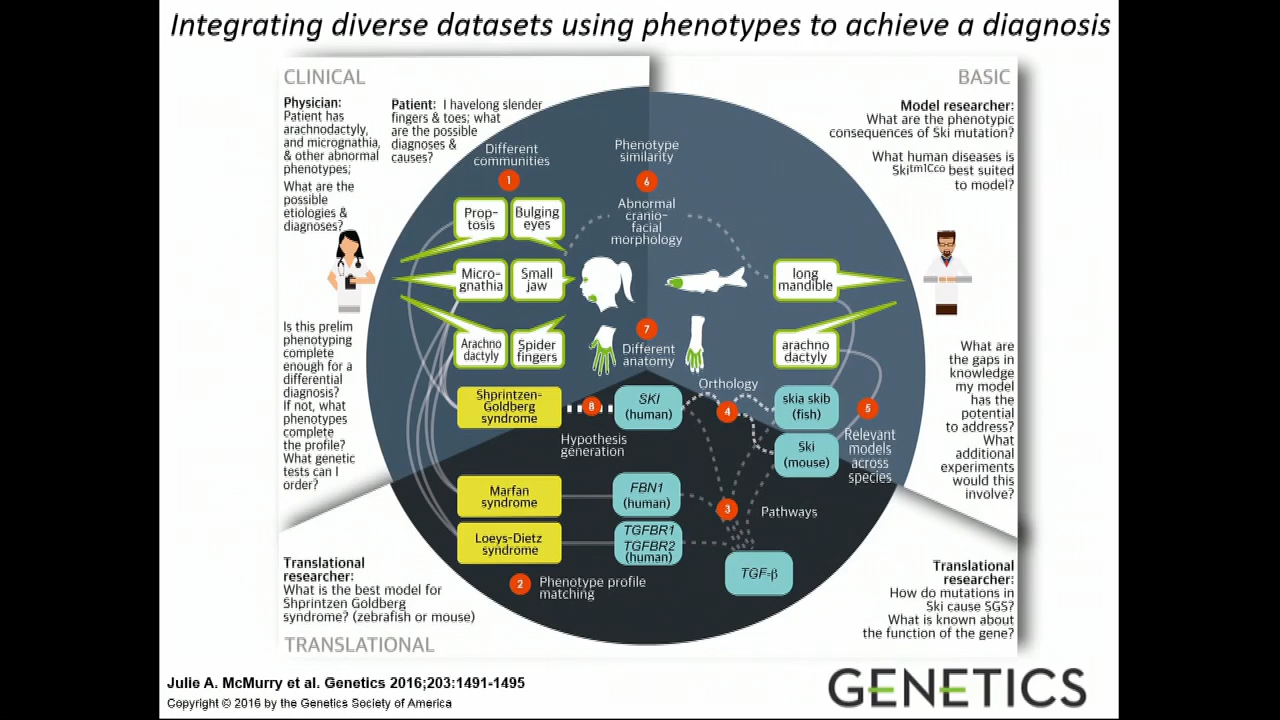 Integrating diverse datasets using phenotypes to achieve a diagnosis
CLINICAL
BASIC
Physician:
Patient has
arachnodactyly,
and micrognathia,
& other abnormal
phenotypes;
What are the
possible
etiologies &
diagnoses?
Patient: I havelong slender
fingers & toes; what
are the possible
diagnoses &
causes?
Model researcher:
What are the phenotypic
consequences of Ski mutation?
What human diseases is
Skitm1Cco best suited
to model?
Different
communities
1
Phenotype
similarity
6
Abnormal
cranio-
facial
morphology
Prop-
tosis
Bulging
eyes
Micro-
gnathia
Small
jaw
long
mandible
Arachno
dactyly
Spider
fingers
7
Different
anatomy
arachno
dactyly
Is this prelim
phenotyping
complete
enough for a
differential
diagnosis?
If not, what
phenotypes
complete
the profile?
What genetic
tests can I
order?
What are
the gaps in
knowledge
my model
has the
potential
to address?
What
additional
experiments
would this
involve?
Shprintzen-
Goldberg
syndrome
8
Hypothesis
generation
SKI
(human)
Orthology
4
skia skib
(fish)
Ski
(mouse)
5
Relevant
models
across
species
Marfan
syndrome
FBN1
(human)
3
Pathways
Loeys-Dietz
syndrome
TGFBR1
TGFBR2
(human)
TGF-β
2
Phenotype profile
matching
Translational
researcher:
What is the best model for
Shprintzen Goldberg
syndrome? (zebrafish or mouse)
TRANSLATIONAL
Translational
researcher:
How do mutations in
Ski cause SGS?
What is known about
the function of the gene?
Julie A. McMurry et al. Genetics 2016;203:1491-1495
Copyright © 2016 by the Genetics Society of America
GENETICS